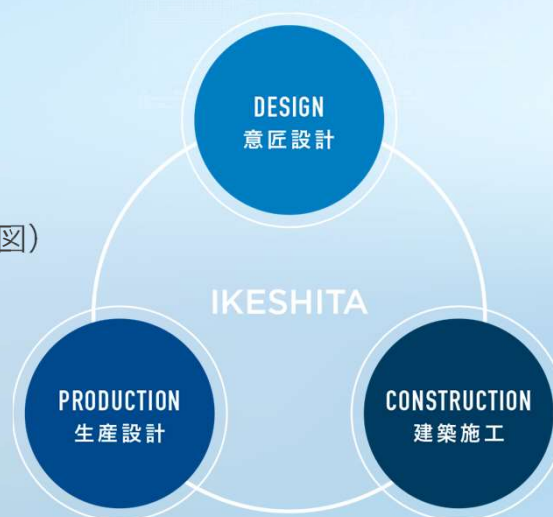 DESIGN
意匠設計
図）
IKESHITA
PRODUCTION
生産設計
CONSTRUCTION
建築施工